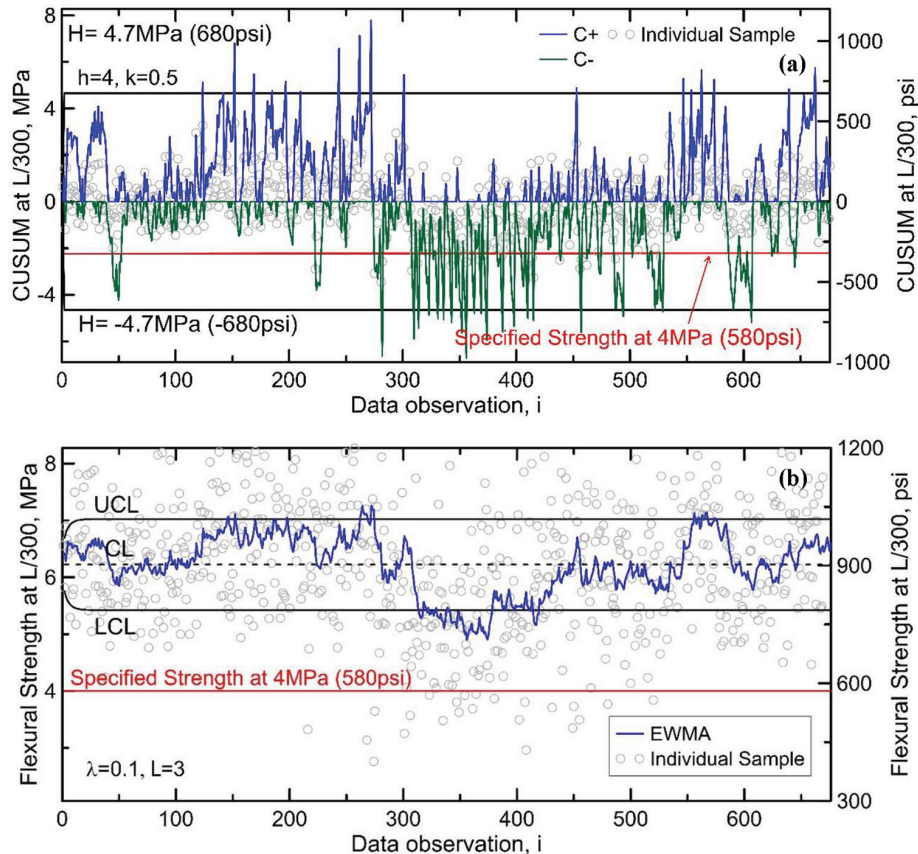 H= 4.7MPa (680psi)
C+ Individual Sample
C-
(a)
h=4, k=0.5
8
4
0
-4
CUSUM at L/300, MPa
1000
500
0
-500
-1000
CUSUM at L/300, psi
H= -4.7MPa (-680psi)
Specified Strength at 4MPa (580psi)
0 100 200 300 400 500 600
Data observation, i
(b)
8
6
4
Flexural Strength at L/300, MPa
1200
900
600
300
Flexural Strength at L/300, psi
UCL
CL
LCL
Specified Strength at 4MPa (580psi)
EWMA
Individual Sample
λ=0.1, L=3
0 100 200 300 400 500 600
Data observation, i